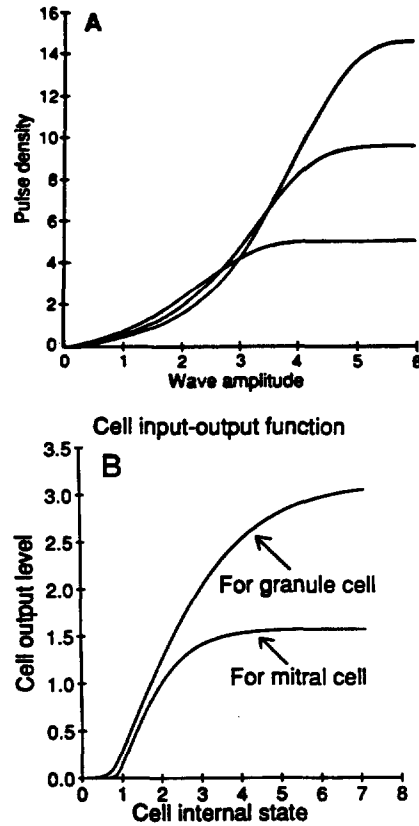 A
16
14
12
10
8
6
4
2
0
Pulse density
0 1 2 3 4 5 6
Wave amplitude
Cell input-output function
B
3.5
3.0
2.5
2.0
1.5
1.0
0.5
0.0
Cell output level
For granule cell
For mitral cell
0 1 2 3 4 5 6 7 8
Cell internal state